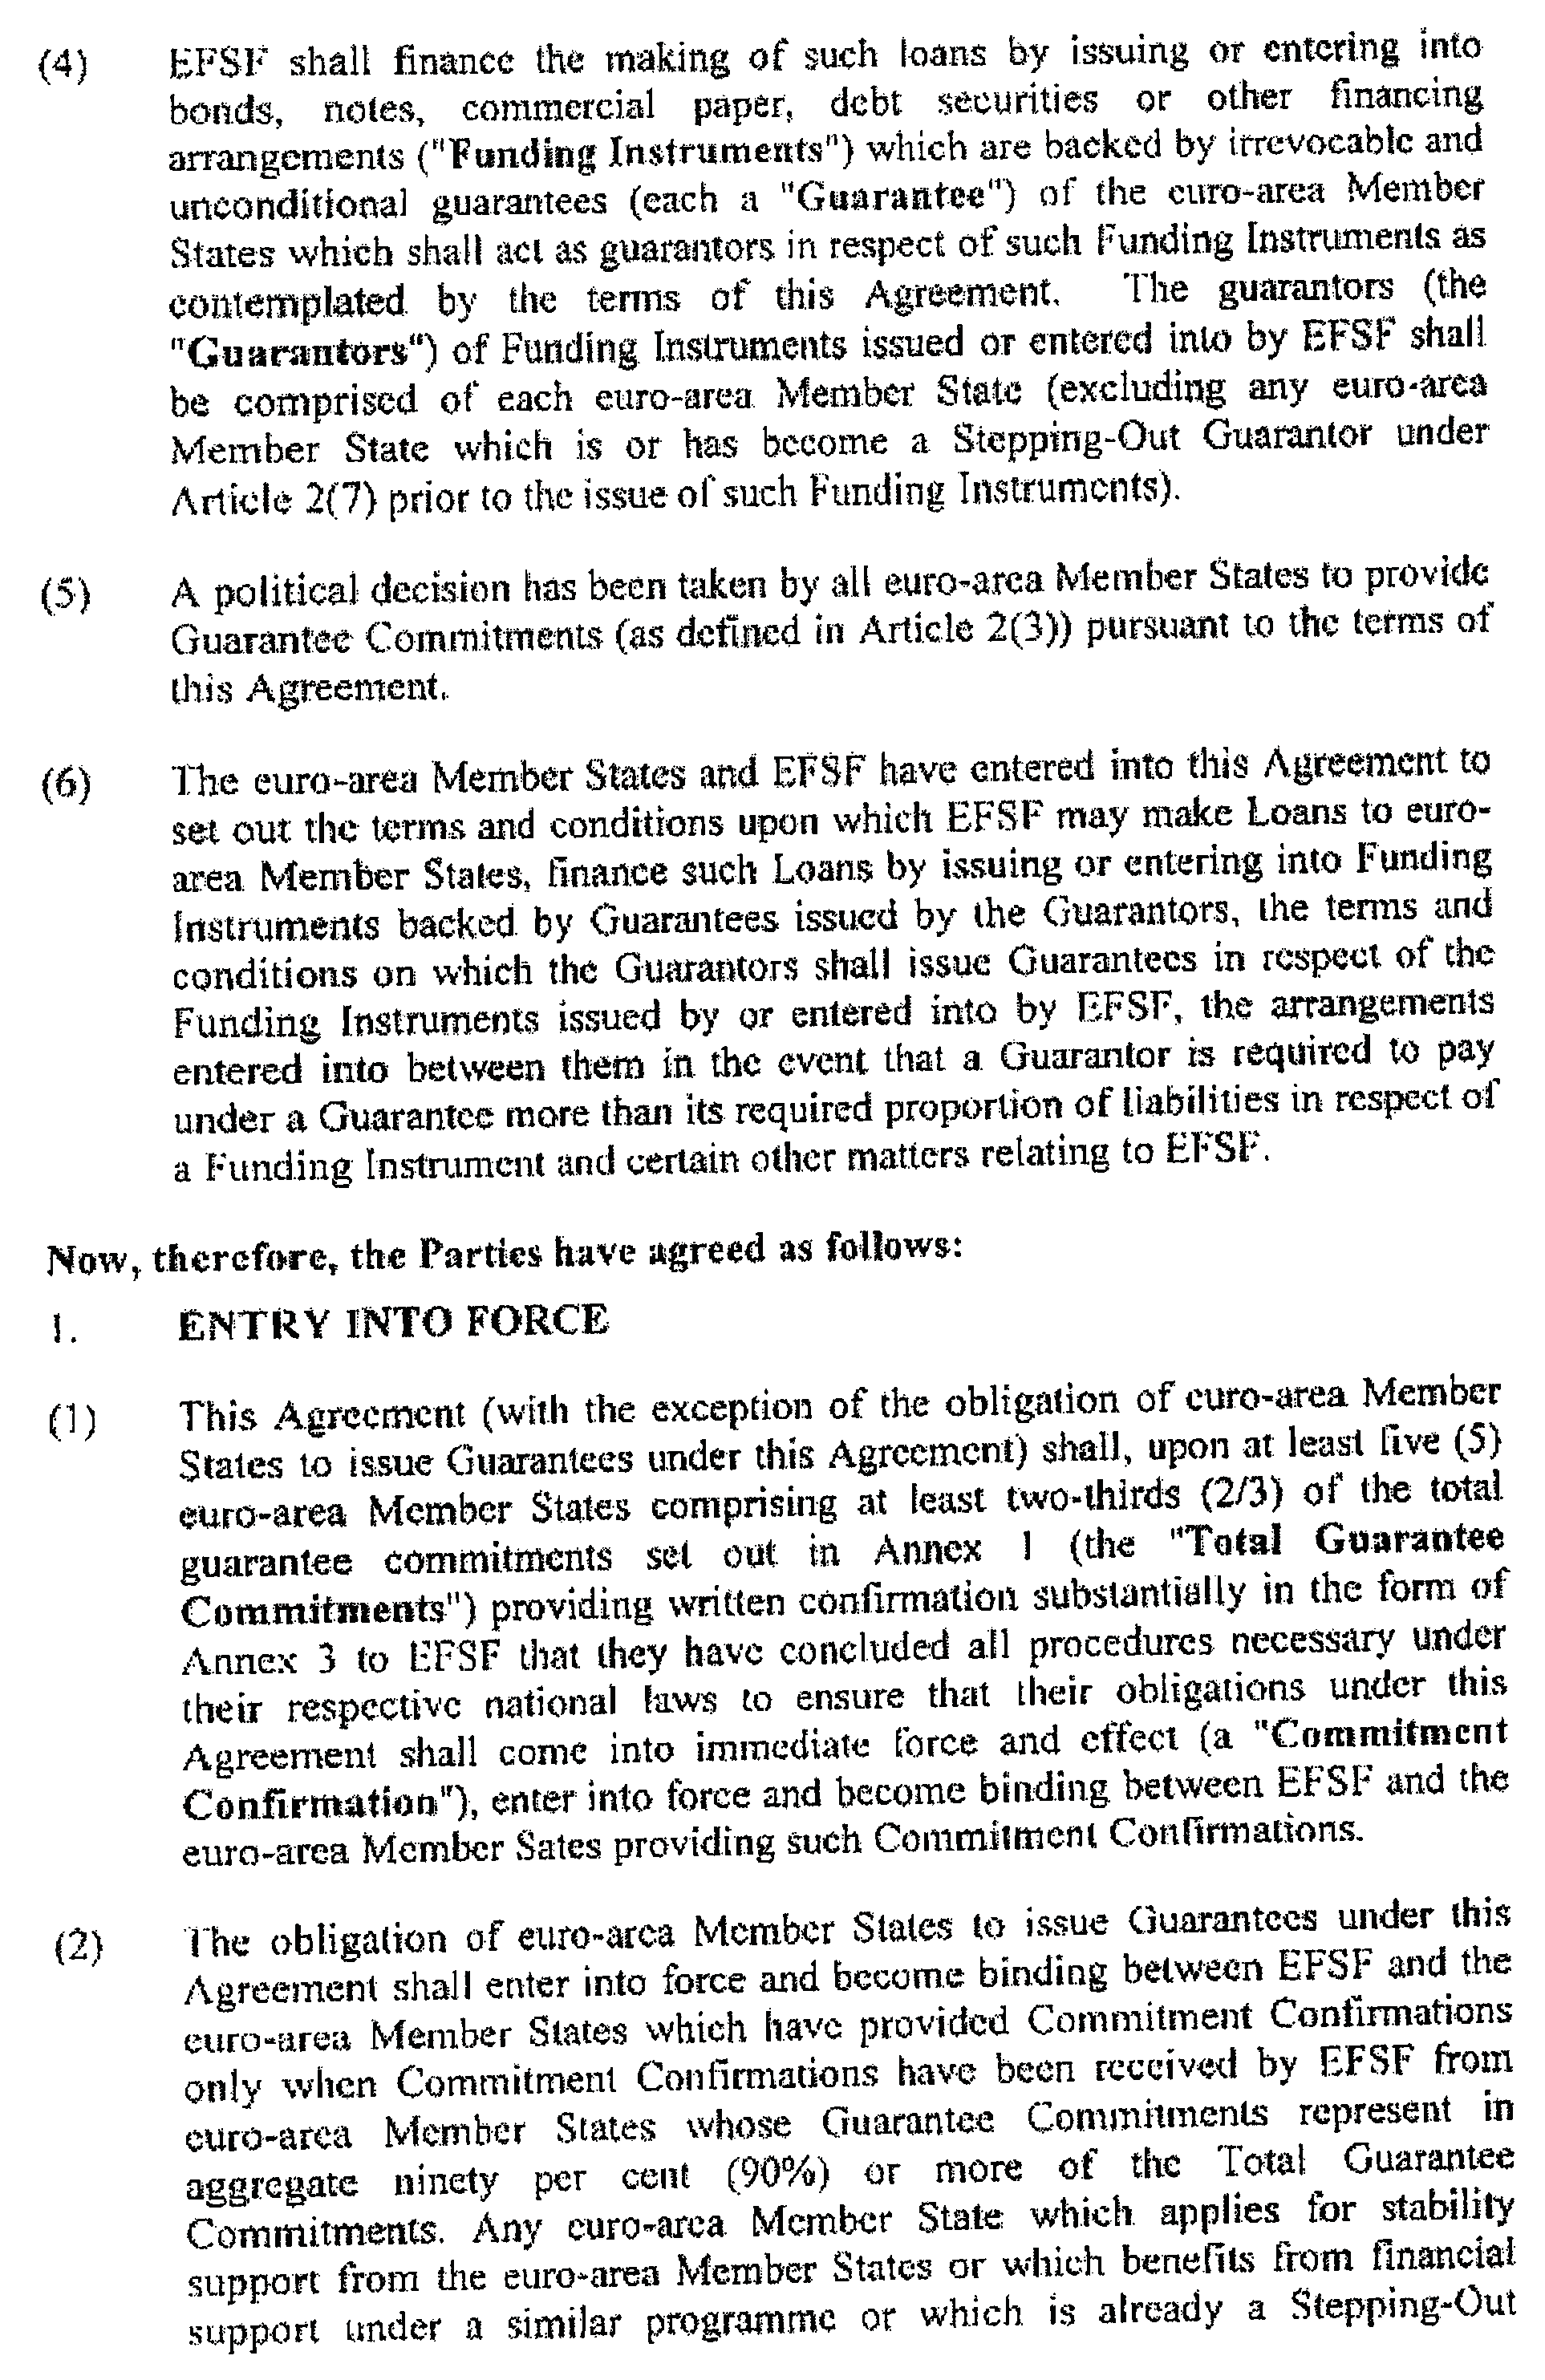 (4) EFSF shall finance the making of such loans by issuing or entering into
bonds, notes, commercial paper, debt securities or other financing
arrangements ("Funding Instruments") which are backed by irrevocable and
unconditional guarantees (each a "Guarantee") of the euro-area Member
States which shall act as guarantors in respect of such Funding Instruments as
contemplated by the terms of this Agreement. The guarantors (the
"Guarantors") of Funding Instruments issued or entered into by EFSF shall
be comprised of each euro-area Member State (excluding any euro-area
Member State which is or has become a Stepping-Out Guarantor under
Article 2(7) prior to the issue of such Funding Instruments).
(5) A political decision has been taken by all euro-area Member States to provide
Guarantee Commitments (as defined in Article 2(3)) pursuant to the terms of
this Agreement.
(6) The euro-area Member States and EFSF have entered into this Agreement to
set out the terms and conditions upon which EFSF may make Loans to euro-
area Member States, finance such Loans by issuing or entering into Funding
Instruments backed by Guarantees issued by the Guarantors, the terms and
conditions on which the Guarantors shall issue Guarantees in respect of the
Funding Instruments issued by or entered into by EFSF, the arrangements
entered into between them in the event that a Guarantor is required to pay
under a Guarantee more than its required proportion of liabilities in respect of
a Funding Instrument and certain other matters relating to EFSF.
Now, therefore, the Parties have agreed as follows:
1. ENTRY INTO FORCE
(1) This Agreement (with the exception of the obligation of euro-area Member
States to issue Guarantees under this Agreement) shall, upon at least five (5)
euro-area Member States comprising at least two-thirds (2/3) of the total
guarantee commitments set out in Annex 1 (the "Total Guarantee
Commitments") providing written confirmation substantially in the form of
Annex 3 to EFSF that they have concluded all procedures necessary under
their respective national laws to ensure that their obligations under this
Agreement shall come into immediate force and effect (a "Commitment
Confirmation"), enter into force and become binding between EFSF and the
euro-area Member Sates providing such Commitment Confirmations.
(2) The obligation of euro-area Member States to issue Guarantees under this
Agreement shall enter into force and become binding between EFSF and the
euro-area Member States which have provided Commitment Confirmations
only when Commitment Confirmations have been received by EFSF from
euro-area Member States whose Guarantee Commitments represent in
aggregate ninety per cent (90%) or more of the Total Guarantee
Commitments. Any euro-area Member State which applies for stability
support from the euro-area Member States or which benefits from financial
support under a similar programme or which is already a Stepping-Out